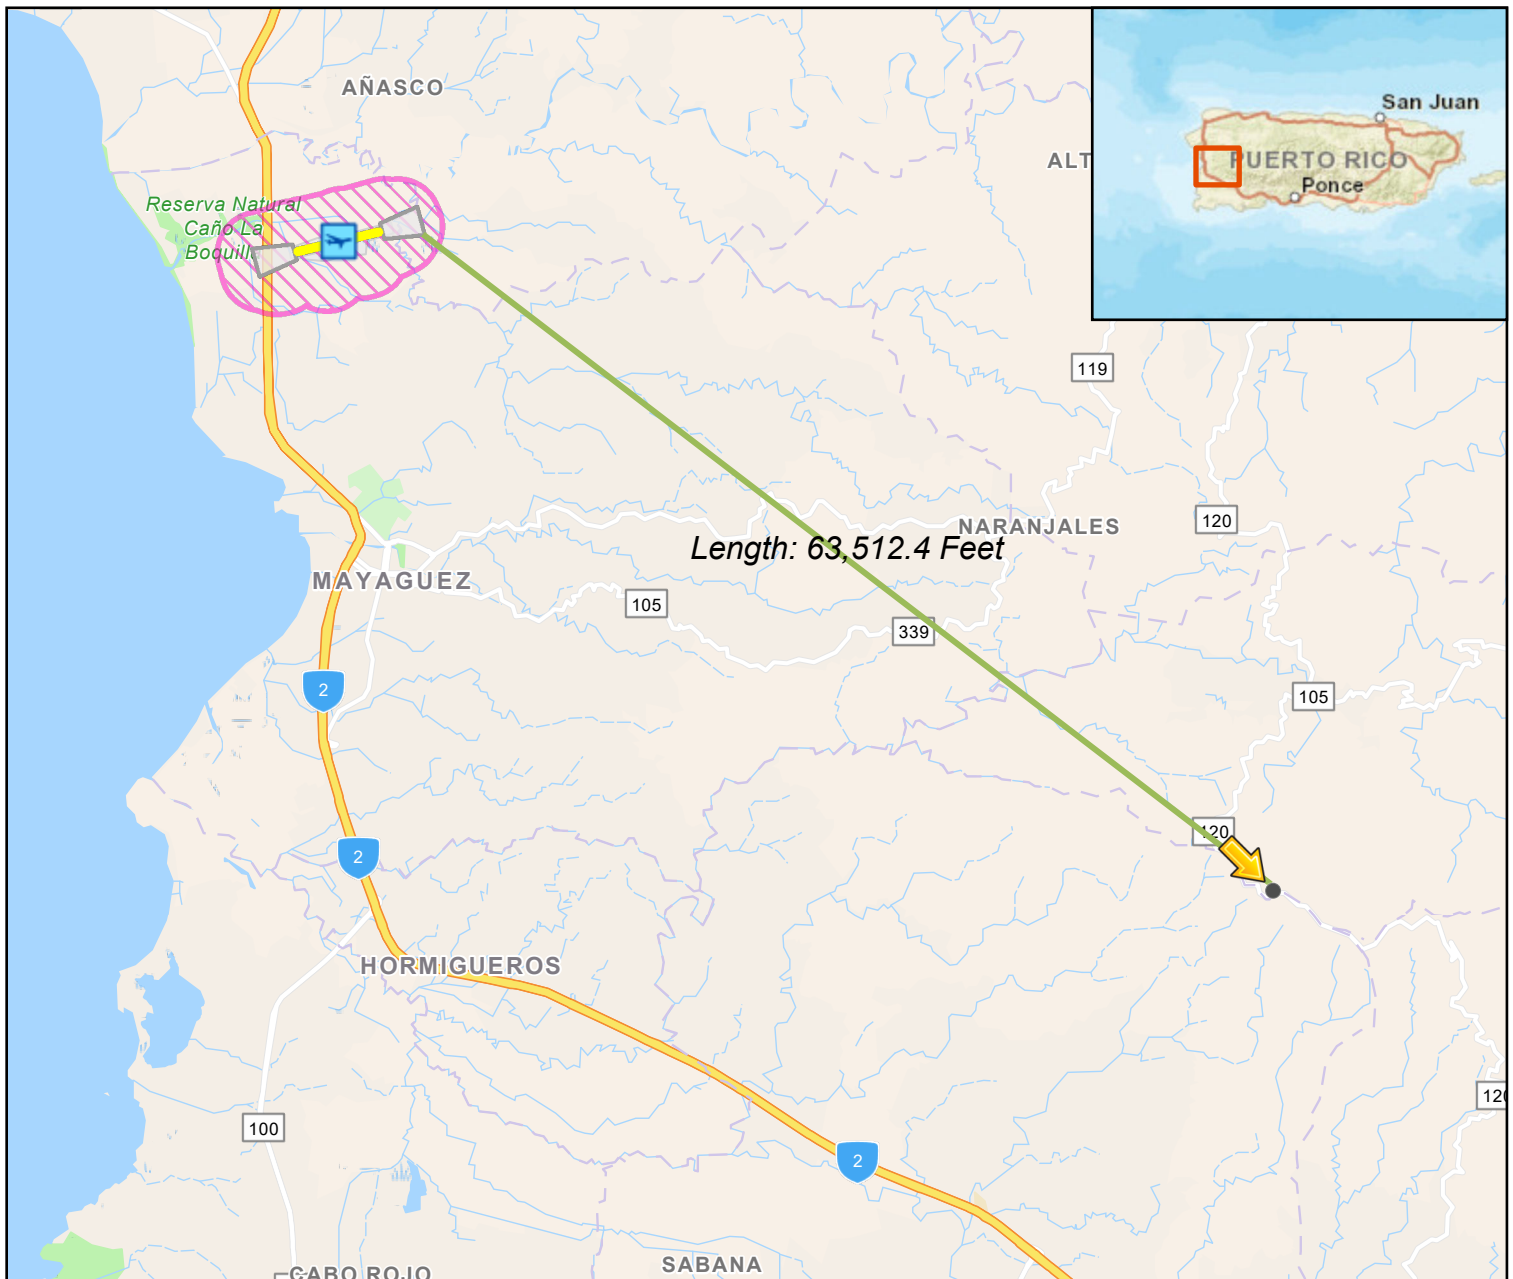 AÑASCO
San Juan
PUERTO RICO
Ponce
ALT
Reserva Natural
Caño La
Boquilla
119
120
NARANJALES
Length: 63,512.4 Feet
MAYAGUEZ
105
339
2
105
120
2
HORMIGUEROS
120
100
2
SABANA
CABO ROJO